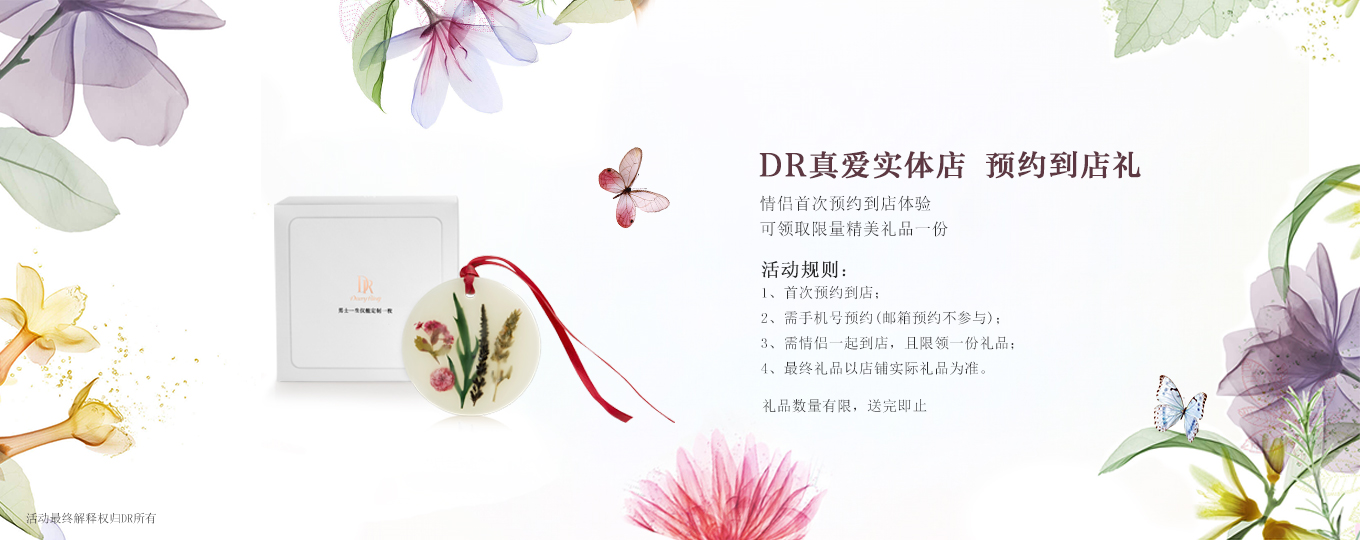 DR真爱实体店 预约到店礼
情侣首次预约到店体验
可领取限量精美礼品一份
活动规则：
1、首次预约到店；
2、需手机号预约(邮箱预约不参与)；
3、需情侣一起到店，且限领一份礼品；
4、最终礼品以店铺实际礼品为准。
礼品数量有限，送完即止
DR
Darry Ring
男士一生仅能定制一枚
活动最终解释权归DR所有